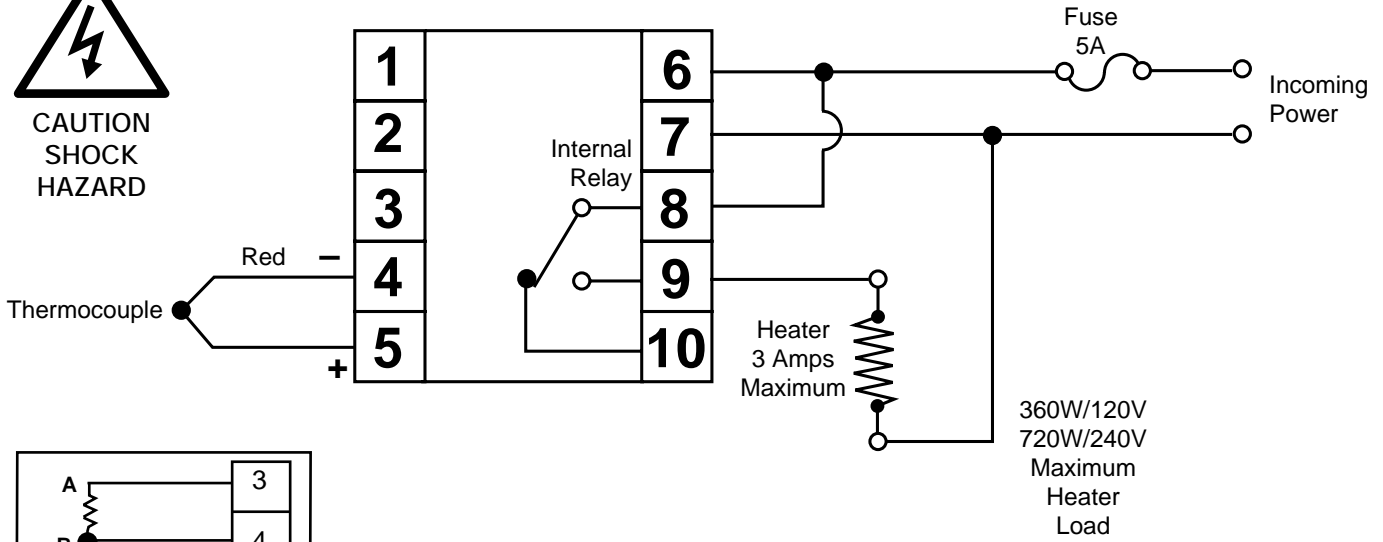 CAUTION
SHOCK
HAZARD
1
2
3
4
5
6
7
8
9
10
Internal
Relay
Fuse
5A
Incoming
Power
Red
−
Thermocouple
+
Heater
3 Amps
Maximum
360W/120V
720W/240V
Maximum
Heater
Load
A
3
B
4